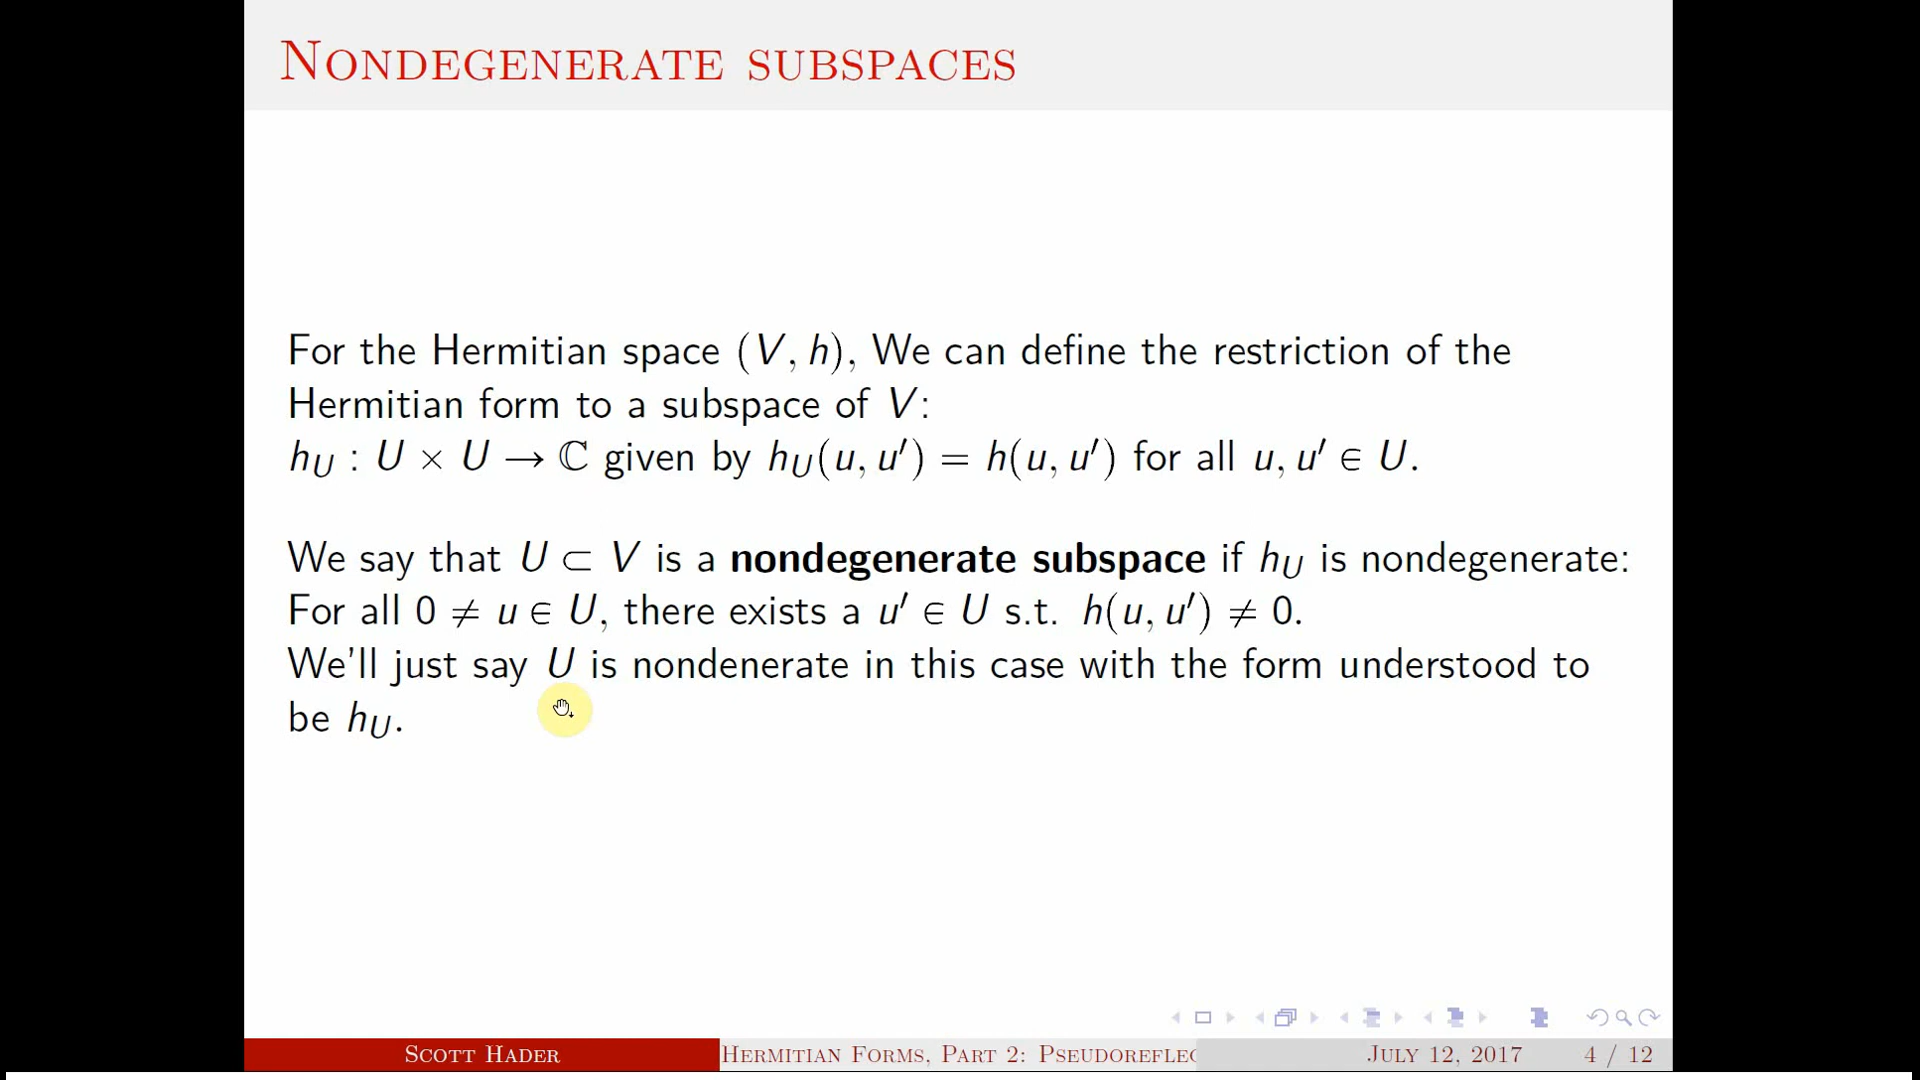 Nondegenerate subspaces
For the Hermitian space (V, h), We can define the restriction of the
Hermitian form to a subspace of V:
h_U : U × U → ℂ given by h_U(u, u′) = h(u, u′) for all u, u′ ∈ U.
We say that U ⊂ V is a nondegenerate subspace if h_U is nondegenerate:
For all 0 ≠ u ∈ U, there exists a u′ ∈ U s.t. h(u, u′) ≠ 0.
We'll just say U is nondenerate in this case with the form understood to
be h_U.
Scott Hader
Hermitian Forms, Part 2: Pseudoreflec
July 12, 2017
4 / 12